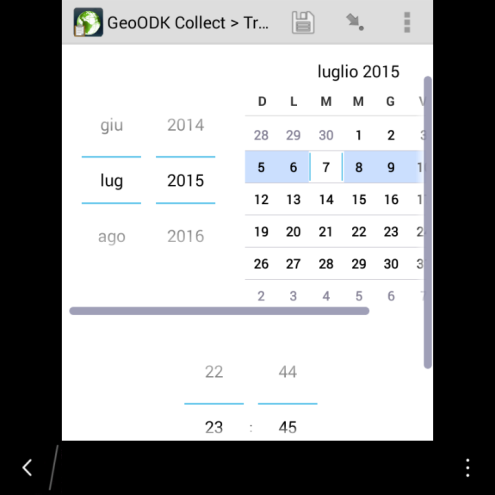 GeoODK Collect > Tr...
luglio 2015
D L M M G V
giu 2014
28 29 30 1 2 3
lug 2015
5 6 7 8 9
12 13 14 15 16
ago 2016
19 20 21 22 23
26 27 28 29 30
2 3 4 5 6
22 44
23 : 45